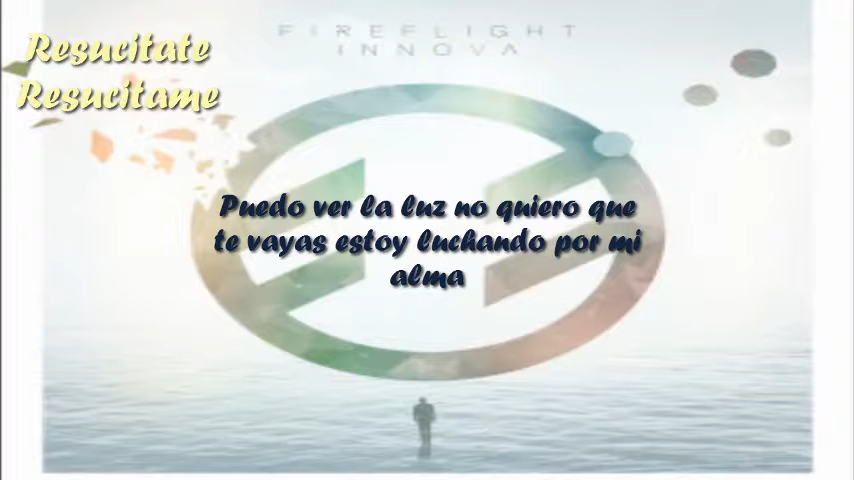 FIREFLIGHT
INNOVA
Resucitate
Resucitame
Puedo ver la luz no quiero que
te vayas estoy luchando por mi
alma